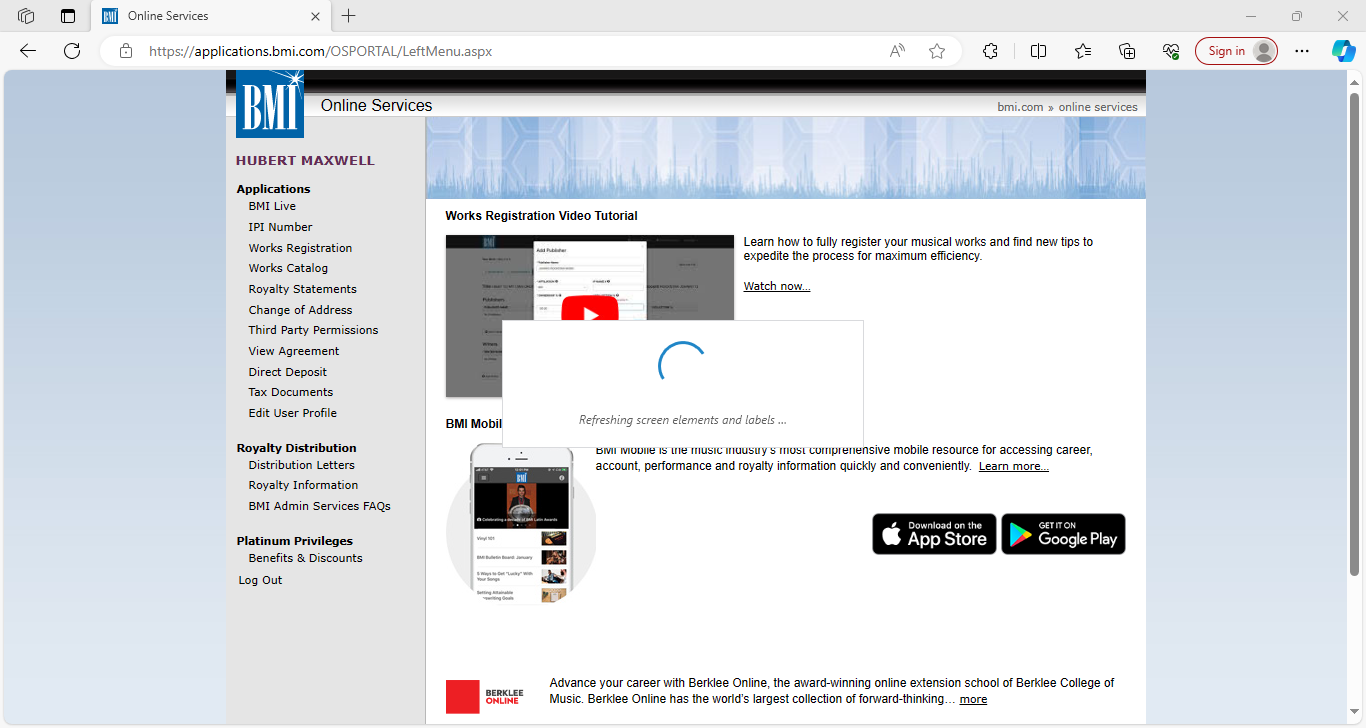 Online Services
https://applications.bmi.com/OSPORTAL/LeftMenu.aspx
Sign in
BMI
Online Services
bmi.com » online services
HUBERT MAXWELL
Applications
BMI Live
IPI Number
Works Registration
Works Catalog
Royalty Statements
Change of Address
Third Party Permissions
View Agreement
Direct Deposit
Tax Documents
Edit User Profile
Royalty Distribution
Distribution Letters
Royalty Information
BMI Admin Services FAQs
Platinum Privileges
Benefits & Discounts
Log Out
Works Registration Video Tutorial
Add Publisher
Learn how to fully register your musical works and find new tips to
expedite the process for maximum efficiency.
Watch now...
Refreshing screen elements and labels ...
BMI Mobil
BMI Mobile is the music industry's most comprehensive mobile resource for accessing career,
account, performance and royalty information quickly and conveniently. Learn more...
BMI
Celebrating a decade of BMI Latin Awards
Vinyl 101
BMI Bulletin Board: January
5 Ways to Get "Lucky" With
Your Songs
Setting Attainable
ewriting Goals
Download on the
App Store
GET IT ON
Google Play
BERKLEE
ONLINE
Advance your career with Berklee Online, the award-winning online extension school of Berklee College of
Music. Berklee Online has the world's largest collection of forward-thinking... more